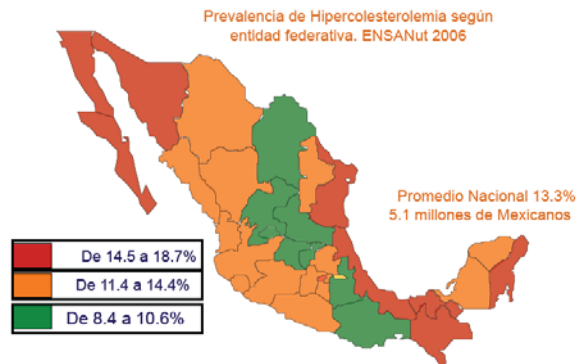 Prevalencia de Hipercolesterolemia según
entidad federativa. ENSANut 2006
Promedio Nacional 13.3%
5.1 millones de Mexicanos
De 14.5 a 18.7%
De 11.4 a 14.4%
De 8.4 a 10.6%